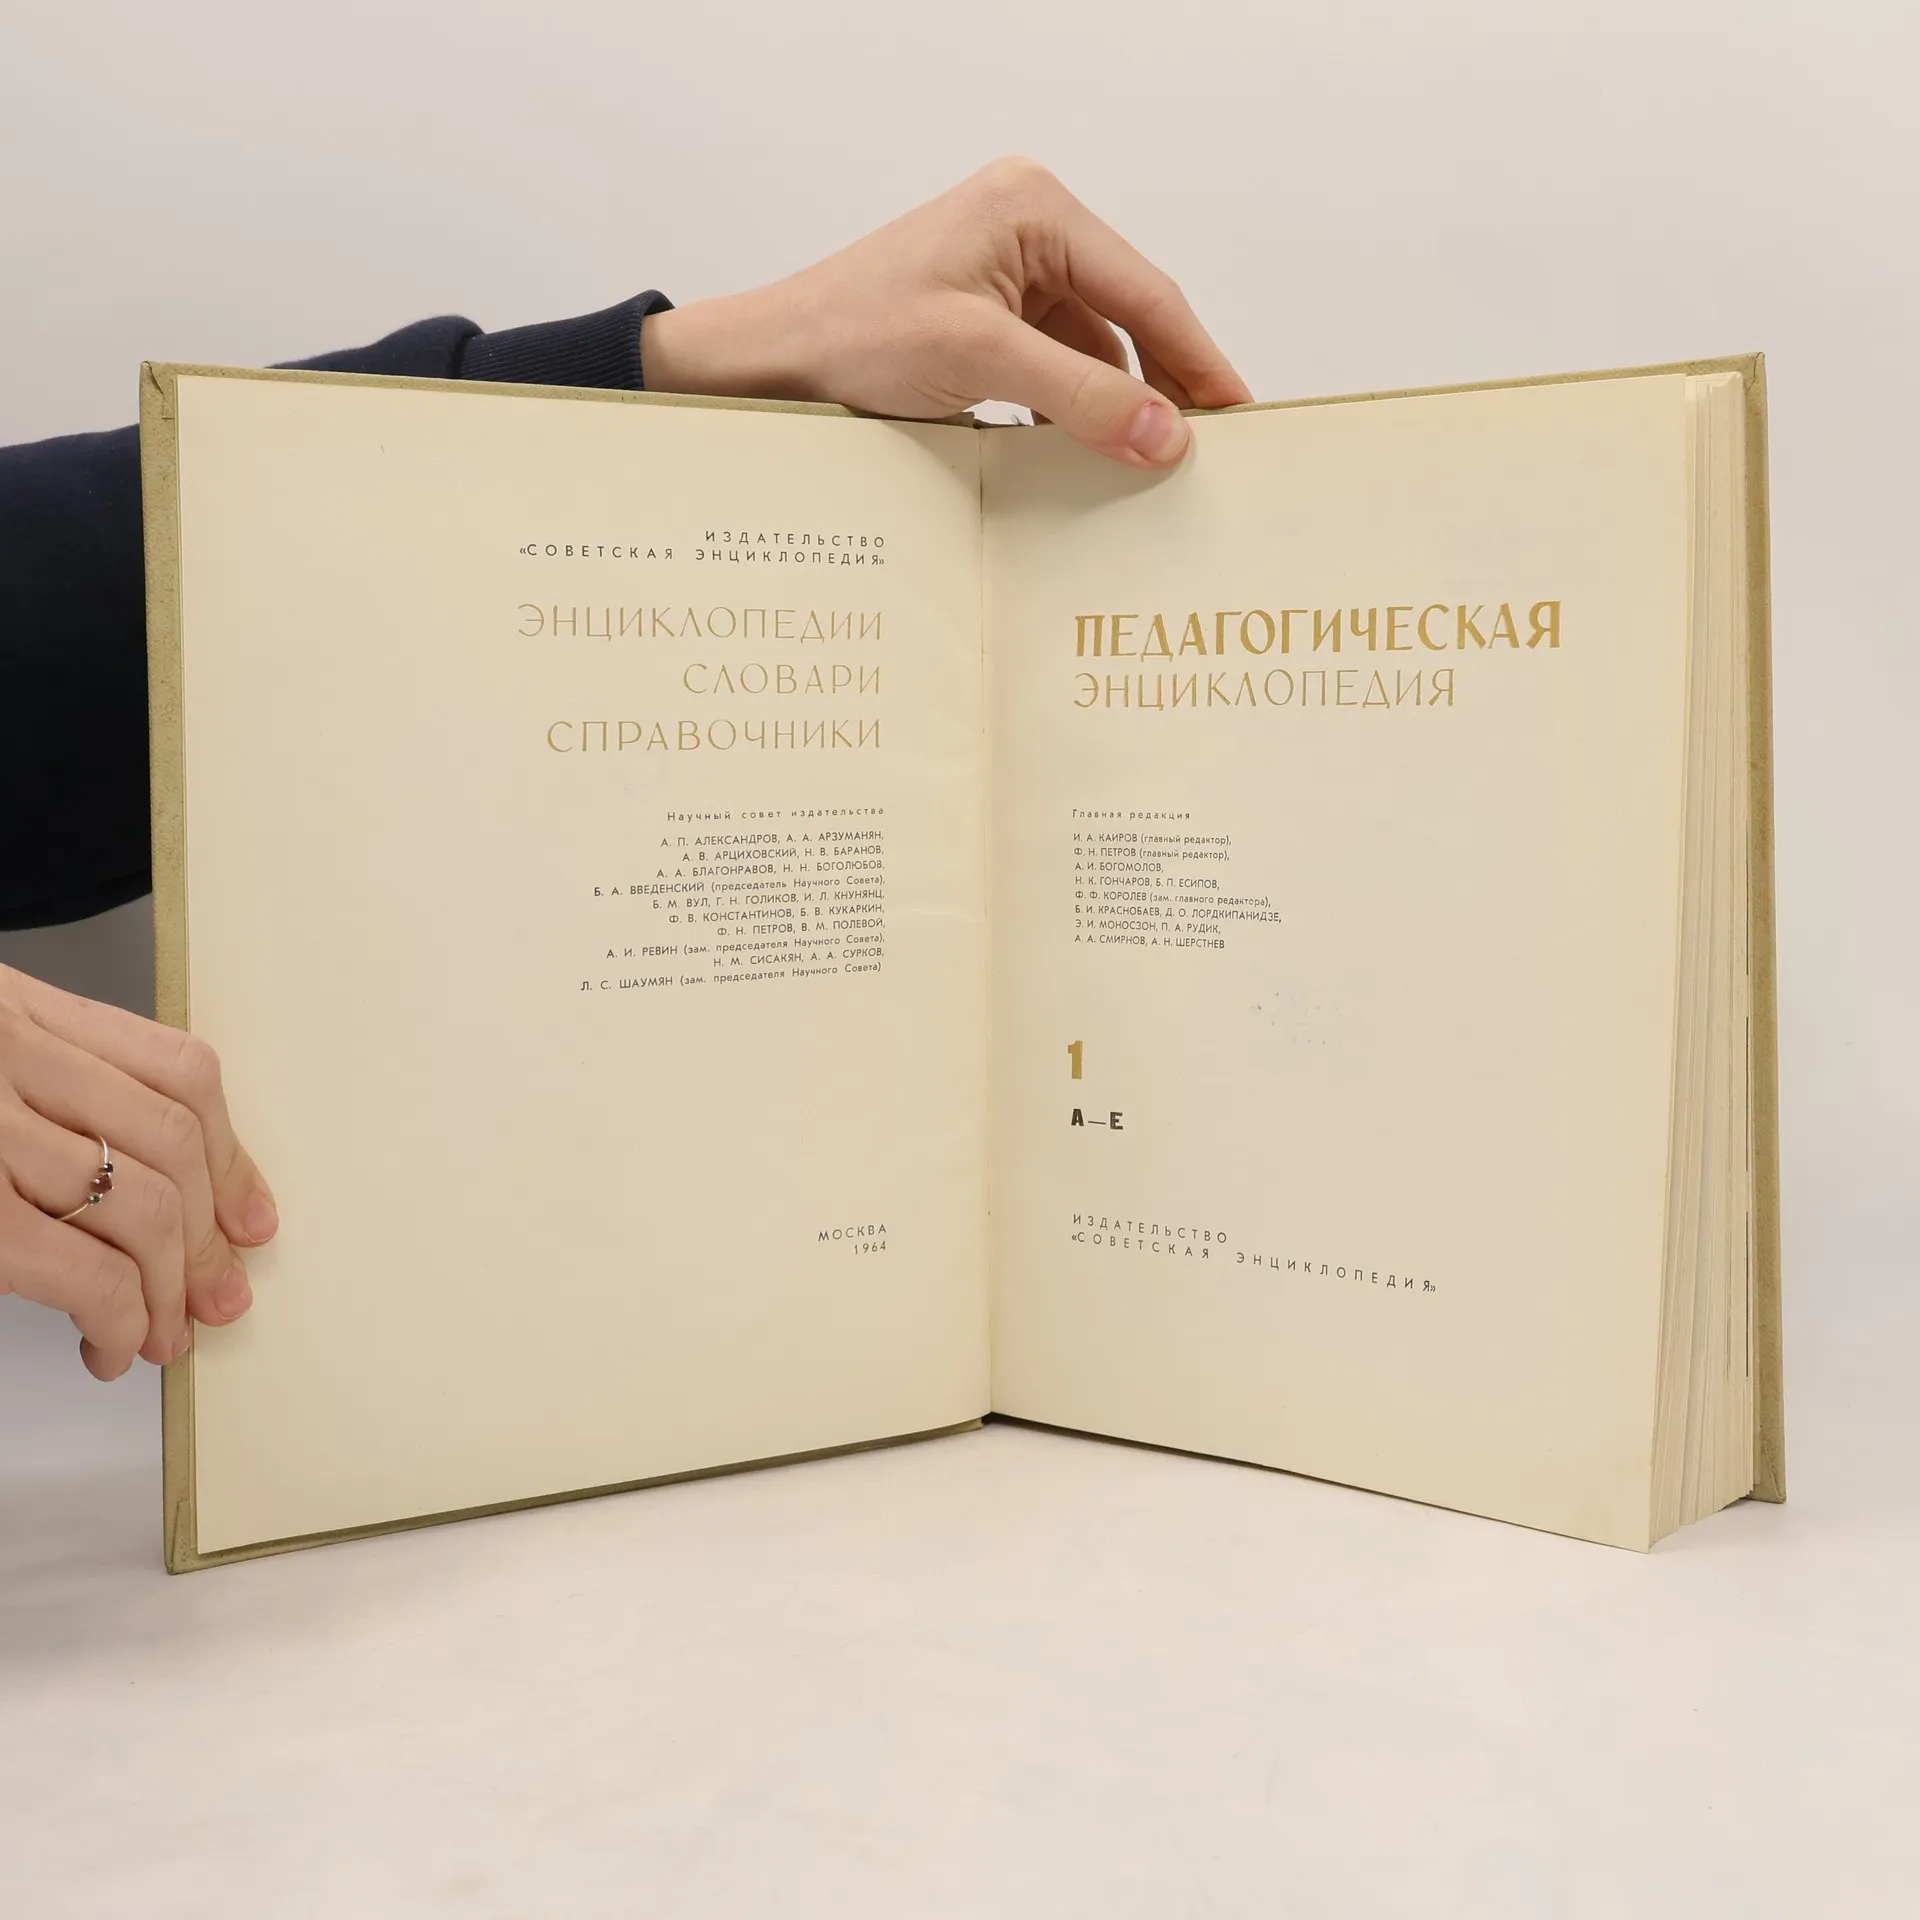 ИЗДАТЕЛЬСТВО
«СОВЕТСКАЯ ЭНЦИКЛОПЕДИЯ»
ЭНЦИКЛОПЕДИИ
СЛОВАРИ
СПРАВОЧНИКИ
Научный совет издательства
А. П. АЛЕКСАНДРОВ, А. А. АРЗУМАНЯН,
А. В. АРЦИХОВСКИЙ, Н. В. БАРАНОВ,
А. А. БЛАГОНРАВОВ, Н. Н. БОГОЛЮБОВ,
Б. А. ВВЕДЕНСКИЙ (председатель Научного Совета),
Б. М. ВУЛ, Г. Н. ГОЛИКОВ, И. Л. КНУНЯНЦ,
Ф. В. КОНСТАНТИНОВ, Б. В. КУКАРКИН,
Ф. Н. ПЕТРОВ, В. М. ПОЛЕВОЙ,
А. И. РЕВИН (зам. председателя Научного Совета),
Н. М. СИСАКЯН, А. А. СУРКОВ,
Л. С. ШАУМЯН (зам. председателя Научного Совета)
МОСКВА
1964
ПЕДАГОГИЧЕСКАЯ
ЭНЦИКЛОПЕДИЯ
Главная редакция
И. А. КАИРОВ (главный редактор),
Ф. Н. ПЕТРОВ (главный редактор),
А. И. БОГОМОЛОВ,
Н. К. ГОНЧАРОВ, Б. П. ЕСИПОВ,
Ф. Ф. КОРОЛЕВ (зам. главного редактора),
Б. И. КРАСНОБАЕВ, Д. О. ЛОРДКИПАНИДЗЕ,
Э. И. МОНОСЗОН, П. А. РУДИК,
А. А. СМИРНОВ, А. Н. ШЕРСТНЕВ
1
А—Е
ИЗДАТЕЛЬСТВО
«СОВЕТСКАЯ ЭНЦИКЛОПЕДИЯ»